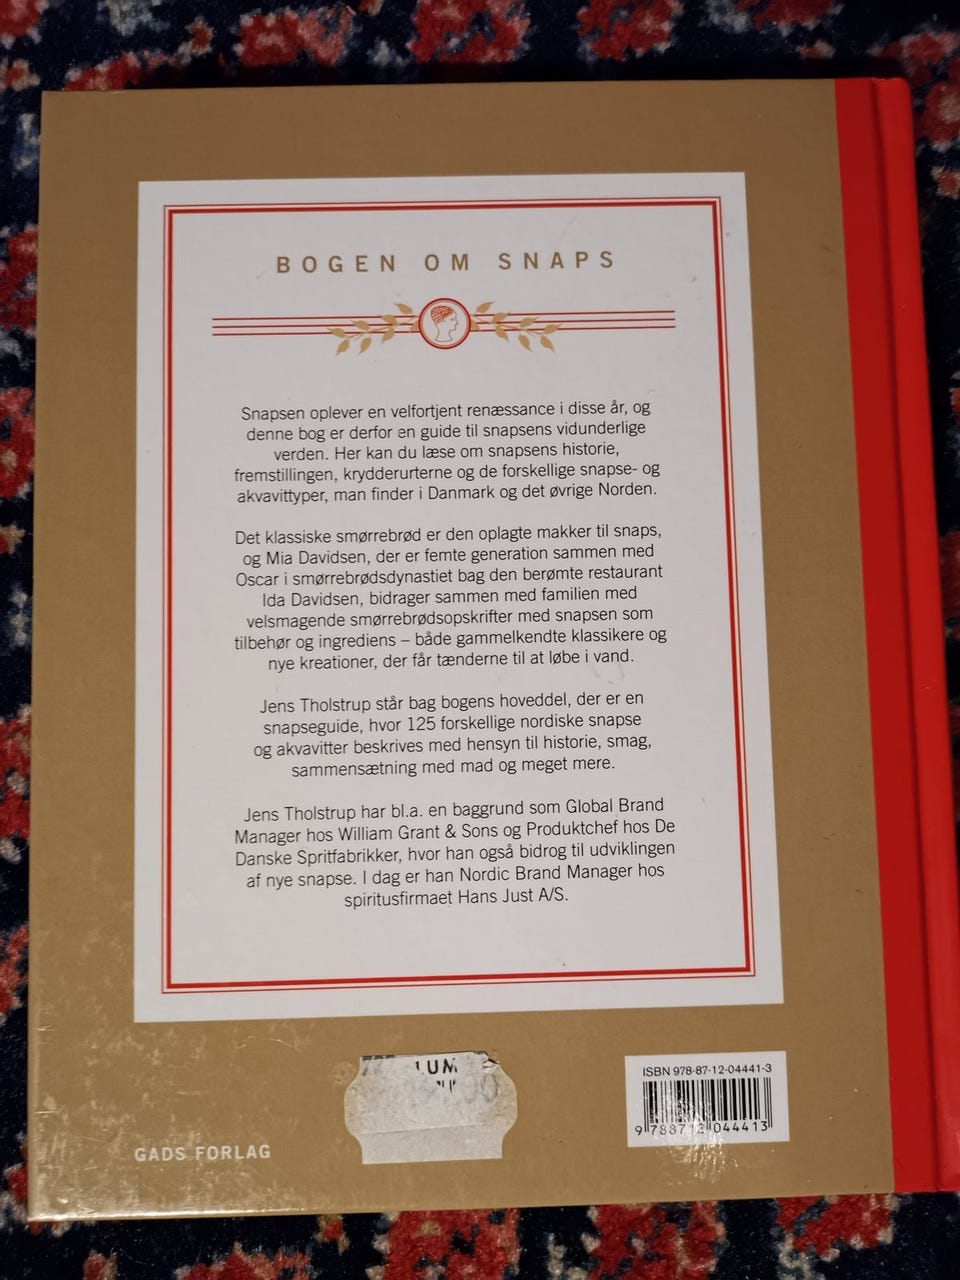 BOGEN OM SNAPS
Snapsen oplever en velfortjent renæssance i disse år, og
denne bog er derfor en guide til snapsens vidunderlige
verden. Her kan du læse om snapsens historie,
fremstillingen, krydderurterne og de forskellige snapse- og
akvavittyper, man finder i Danmark og det øvrige Norden.
Det klassiske smørrebrød er den oplagte makker til snaps,
og Mia Davidsen, der er femte generation sammen med
Oscar i smørrebrødsdynastiet bag den berømte restaurant
Ida Davidsen, bidrager sammen med familien med
velsmagende smørrebrødsopskrifter med snapsen som
tilbehør og ingrediens – både gammelkendte klassikere og
nye kreationer, der får tænderne til at løbe i vand.
Jens Tholstrup står bag bogens hoveddel, der er en
snapseguide, hvor 125 forskellige nordiske snapse
og akvavitter beskrives med hensyn til historie, smag,
sammensætning med mad og meget mere.
Jens Tholstrup har bl.a. en baggrund som Global Brand
Manager hos William Grant & Sons og Produktchef hos De
Danske Spritfabrikker, hvor han også bidrog til udviklingen
af nye snapse. I dag er han Nordic Brand Manager hos
spiritusfirmaet Hans Just A/S.
ISBN 978-87-12-04441-3
9 788712 044413
GADS FORLAG